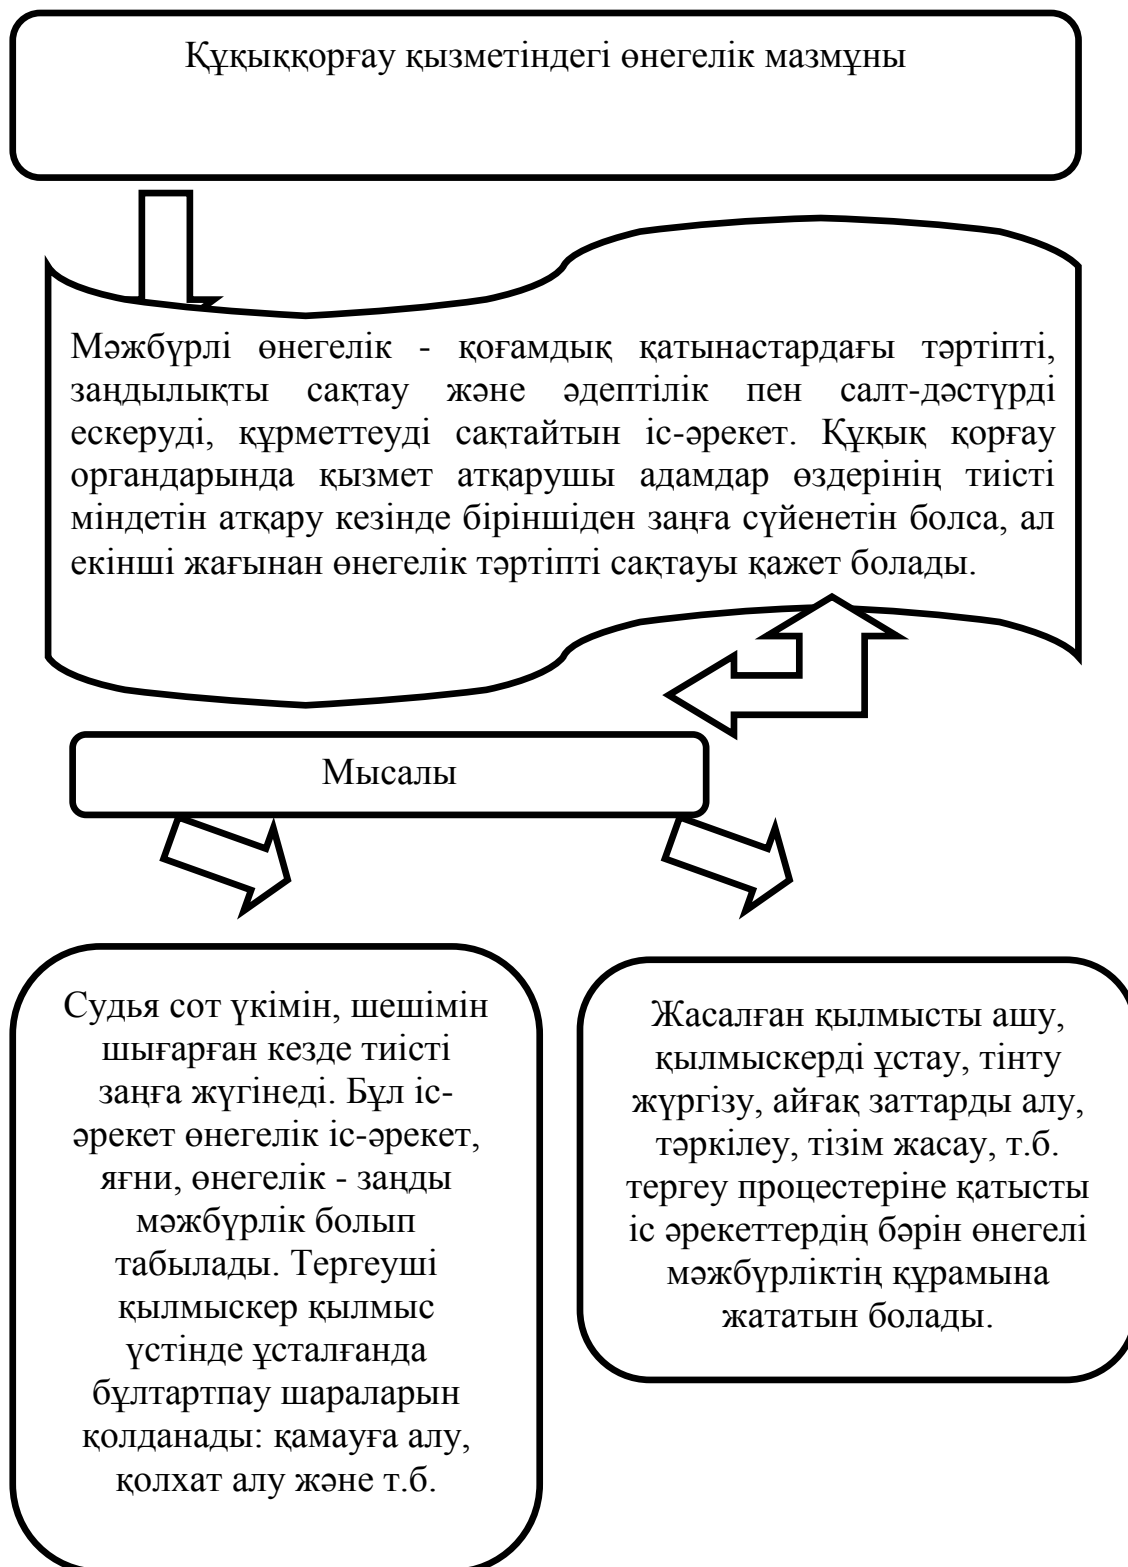 Құқыққорғау қызметіндегі өнегелік мазмұны
Мәжбүрлі өнегелік - қоғамдық қатынастардағы тәртіпті,
заңдылықты сақтау және әдептілік пен салт-дәстүрді
ескеруді, құрметтеуді сақтайтын іс-әрекет. Құқық қорғау
органдарында қызмет атқарушы адамдар өздерінің тиісті
міндетін атқару кезінде біріншіден заңға сүйенетін болса, ал
екінші жағынан өнегелік тәртіпті сақтауы қажет болады.
Мысалы
Судья сот үкімін, шешімін
шығарған кезде тиісті
заңға жүгінеді. Бұл іс-
әрекет өнегелік іс-әрекет,
яғни, өнегелік - заңды
мәжбүрлік болып
табылады. Тергеуші
қылмыскер қылмыс
үстінде ұсталғанда
бұлтартпау шараларын
қолданады: қамауға алу,
қолхат алу және т.б.
Жасалған қылмысты ашу,
қылмыскерді ұстау, тінту
жүргізу, айғақ заттарды алу,
тәркілеу, тізім жасау, т.б.
тергеу процестеріне қатысты
іс әрекеттердің бәрін өнегелі
мәжбүрліктің құрамына
жататын болады.